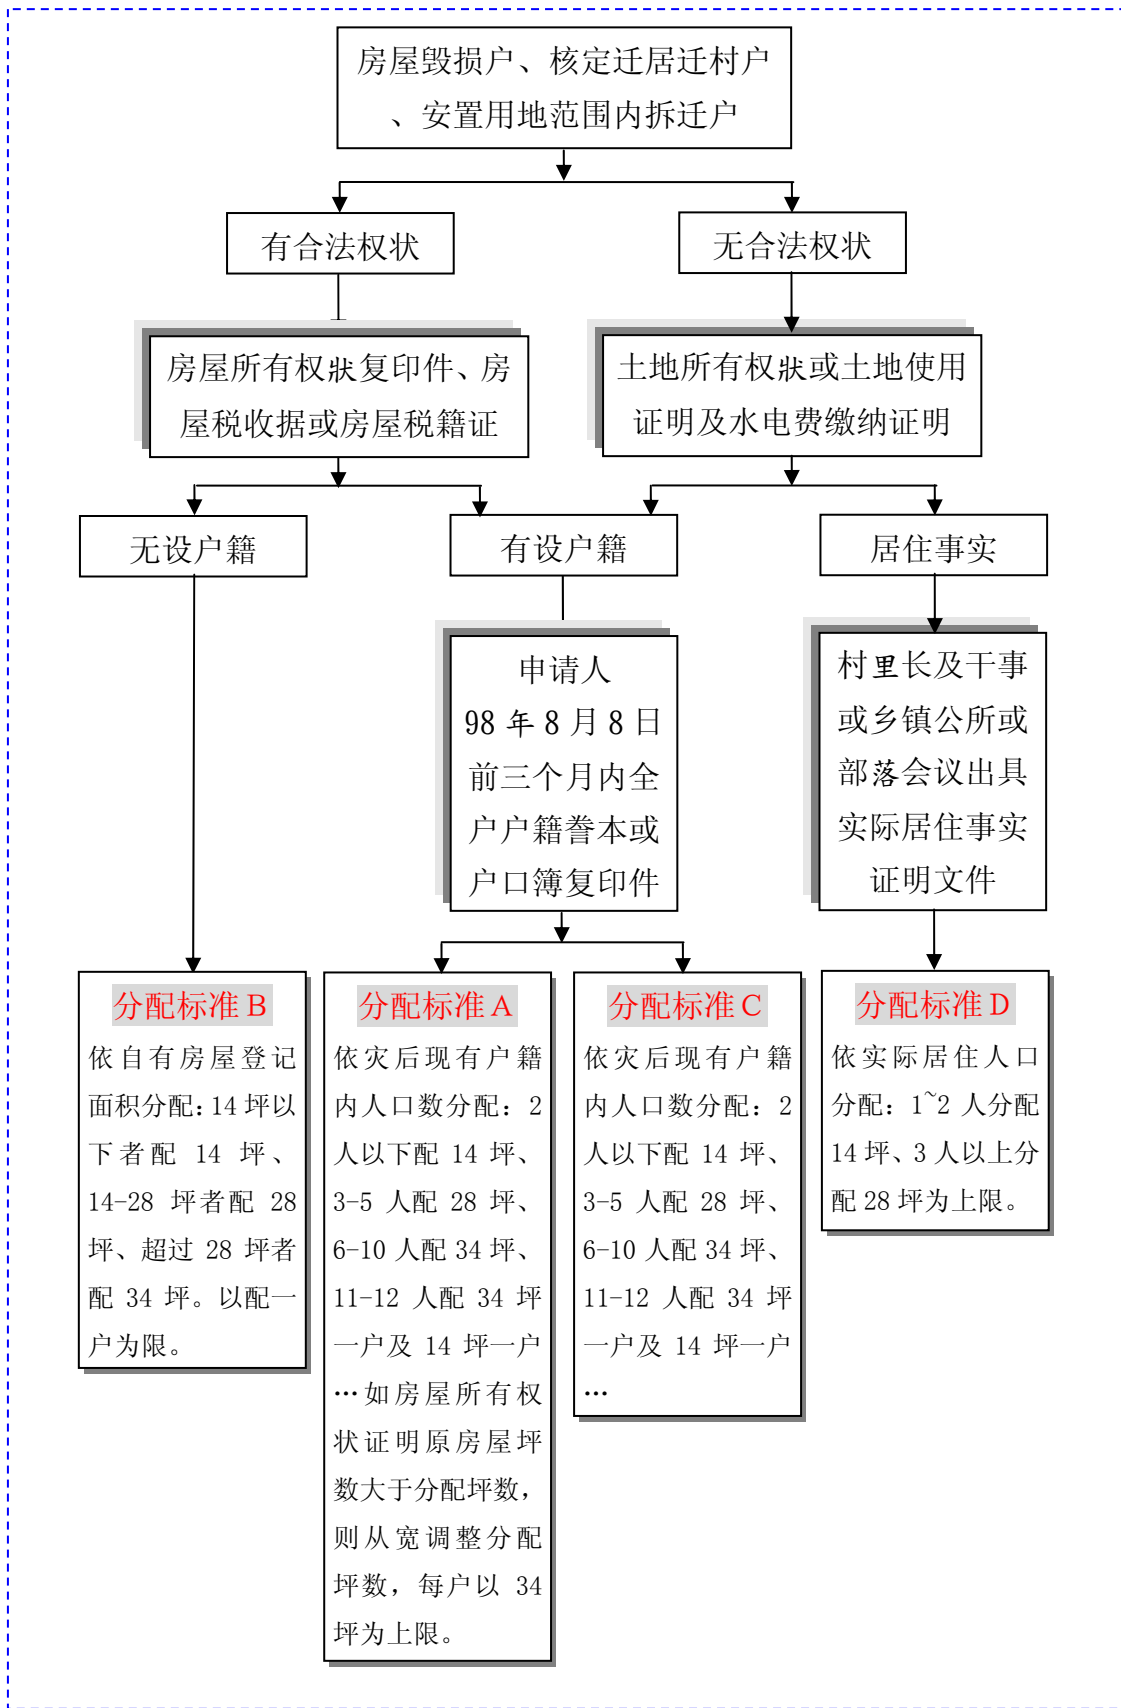 房屋毁损户、核定迁居迁村户
、安置用地范围内拆迁户
有合法权状
无合法权状
房屋所有权狀复印件、房
屋税收据或房屋税籍证
土地所有权狀或土地使用
证明及水电费缴纳证明
无设户籍
有设户籍
居住事实
申请人
98年8月8日
前三个月内全
户户籍誊本或
户口簿复印件
村里长及干事
或乡镇公所或
部落会议出具
实际居住事实
证明文件
分配标准B
依自有房屋登记
面积分配：14坪以
下者配 14 坪、
14-28 坪者配 28
坪、超过 28 坪者
配 34 坪。以配一
户为限。
分配标准A
依灾后现有户籍
内人口数分配：2
人以下配 14 坪、
3-5 人配 28 坪、
6-10 人配 34 坪、
11-12 人配 34 坪
一户及 14 坪一户
…如房屋所有权
状证明原房屋坪
数大于分配坪数，
则从宽调整分配
坪数，每户以 34
坪为上限。
分配标准C
依灾后现有户籍
内人口数分配：2
人以下配 14 坪、
3-5 人配 28 坪、
6-10 人配 34 坪、
11-12 人配 34 坪
一户及 14 坪一户
…
分配标准D
依实际居住人口
分配：1~2 人分配
14 坪、3 人以上分
配 28 坪为上限。